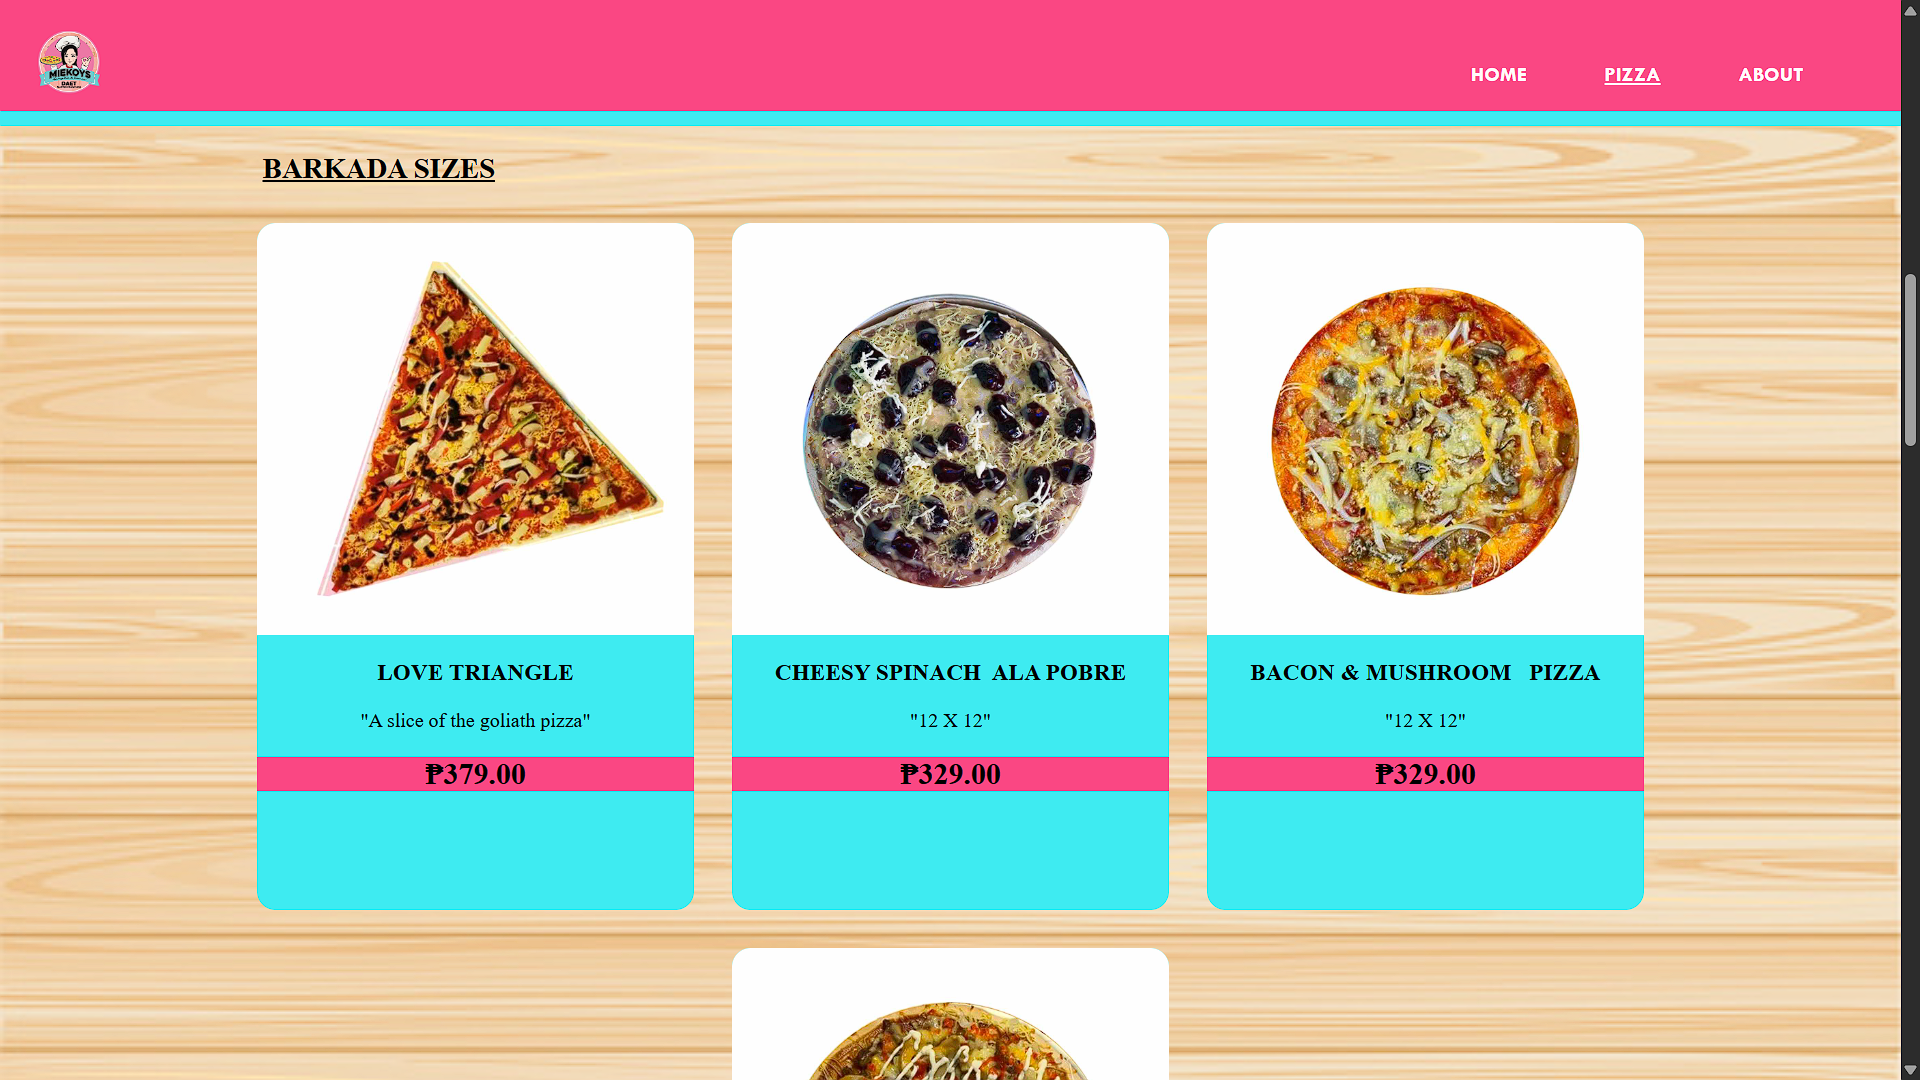 MIEKOYS
DAET
HOME
PIZZA
ABOUT
BARKADA SIZES
LOVE TRIANGLE
"A slice of the goliath pizza"
₱379.00
CHEESY SPINACH  ALA POBRE
"12 X 12"
₱329.00
BACON & MUSHROOM   PIZZA
"12 X 12"
₱329.00